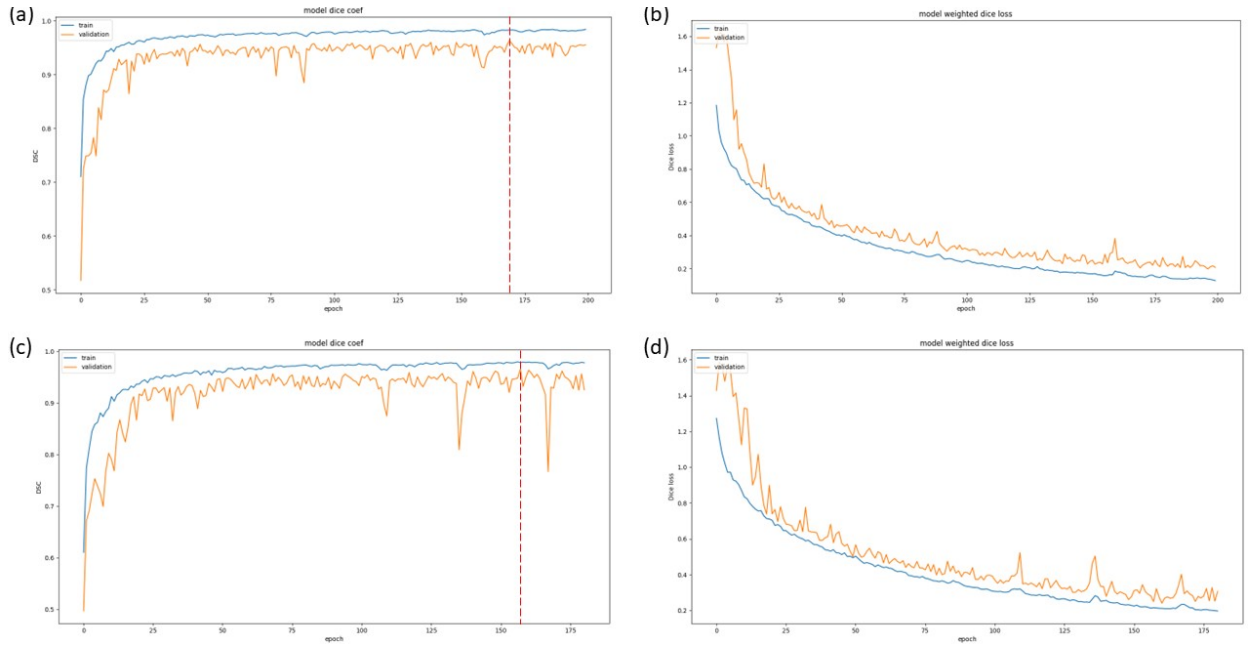 (a)
model dice coef
train
validation
1.0
0.9
0.8
0.7
0.6
0.5
DSC
0 25 50 75 100 125 150 175 200
epoch
(b)
model weighted dice loss
train
validation
1.6
1.4
1.2
1.0
0.8
0.6
0.4
0.2
Dice loss
0 25 50 75 100 125 150 175 200
epoch
(c)
model dice coef
train
validation
1.0
0.9
0.8
0.7
0.6
0.5
DSC
0 25 50 75 100 125 150 175
epoch
(d)
model weighted dice loss
train
validation
1.6
1.4
1.2
1.0
0.8
0.6
0.4
0.2
Dice loss
0 25 50 75 100 125 150 175
epoch